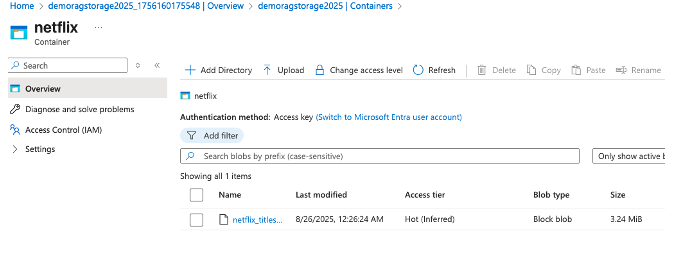 Home > demoragstorage2025_1756160175548 | Overview > demoragstorage2025 | Containers >
netflix ...
Container
Search
Overview
Diagnose and solve problems
Access Control (IAM)
Settings
Add Directory Upload Change access level Refresh Delete Copy Paste Rename
netflix
Authentication method: Access key (Switch to Microsoft Entra user account)
Add filter
Search blobs by prefix (case-sensitive) Only show active b
Showing all 1 items
Name Last modified Access tier Blob type Size
netflix_titles... 8/26/2025, 12:26:24 AM Hot (Inferred) Block blob 3.24 MiB